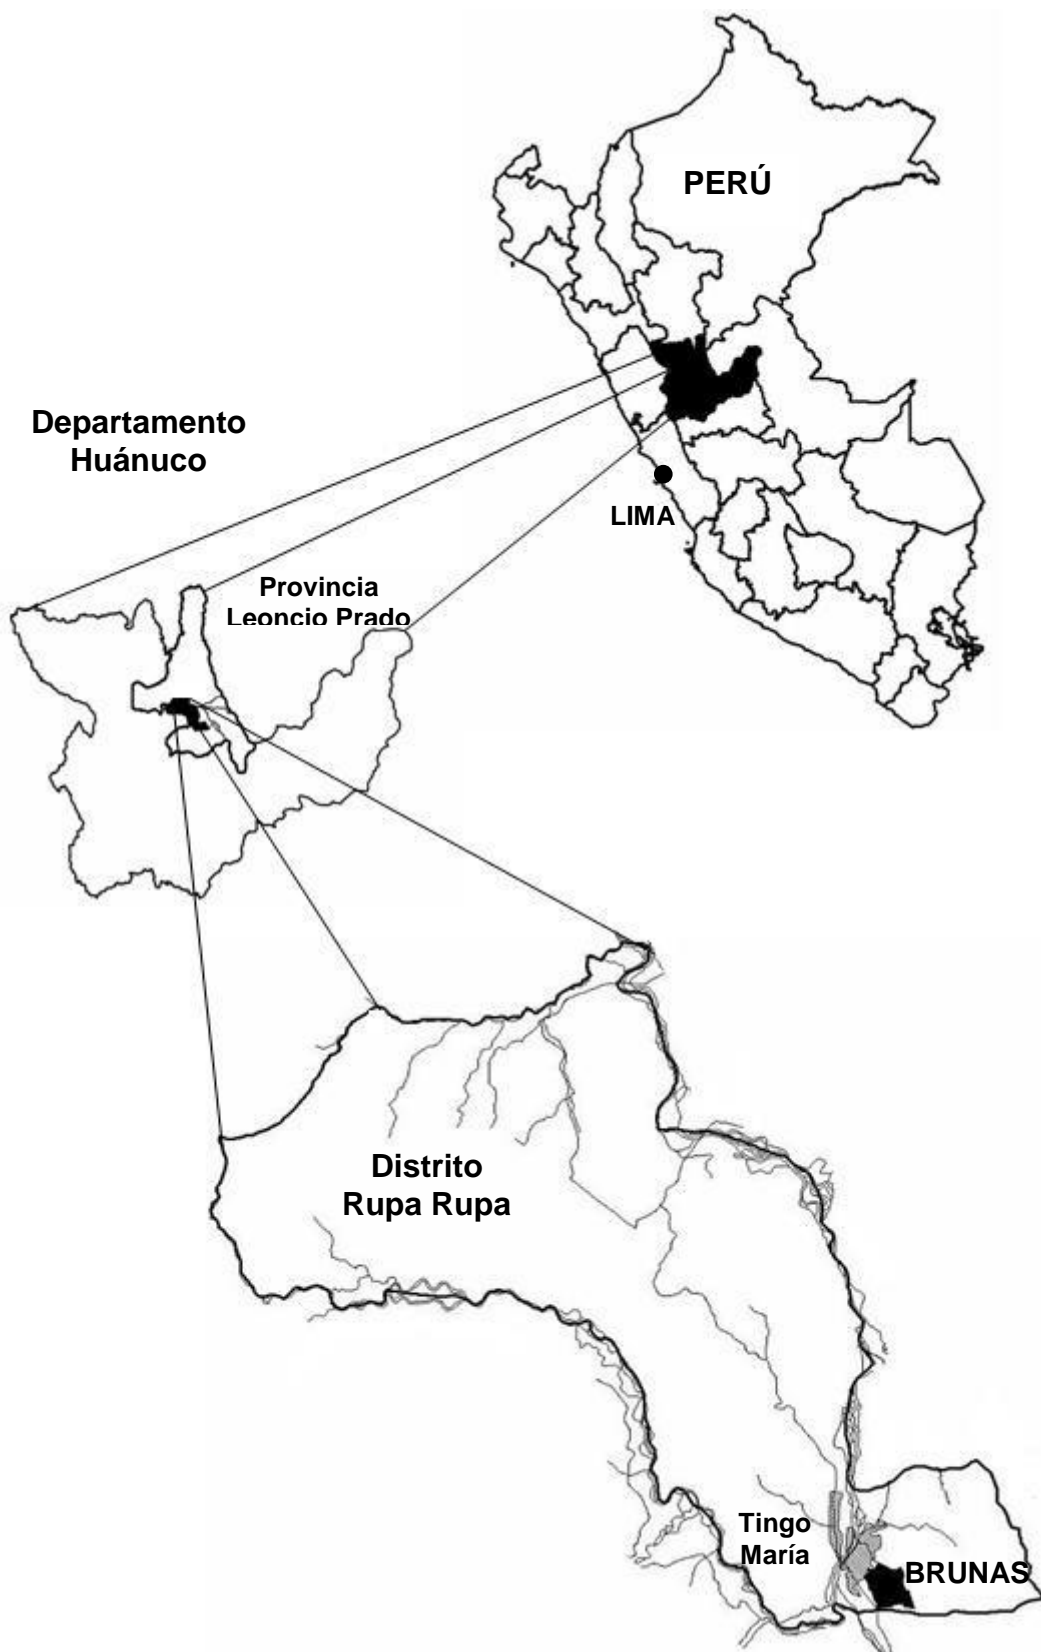 PERÚ
Departamento
Huánuco
LIMA
Provincia
Leoncio Prado
Distrito
Rupa Rupa
Tingo
María
BRUNAS